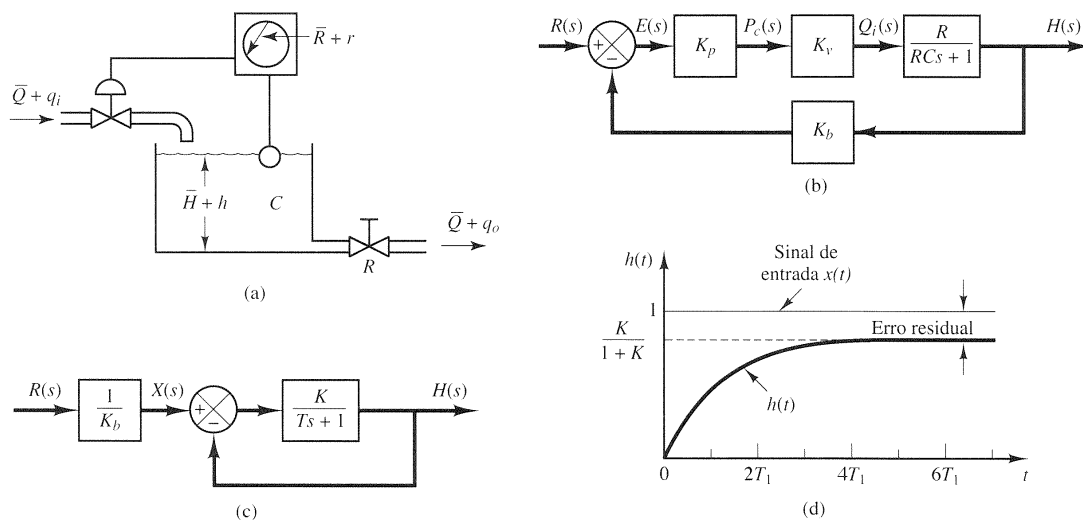 R̅ + r
Q̅ + qᵢ
H̅ + h
C
Q̅ + qₒ
R
(a)
R(s)
+
−
E(s)
Kₚ
P_c(s)
Kᵥ
Qᵢ(s)
R
RCs + 1
H(s)
K_b
(b)
R(s)
1
K_b
X(s)
+
−
K
Ts + 1
H(s)
(c)
h(t)
Sinal de
entrada x(t)
1
K
1 + K
Erro residual
h(t)
0
2T₁
4T₁
6T₁
t
(d)